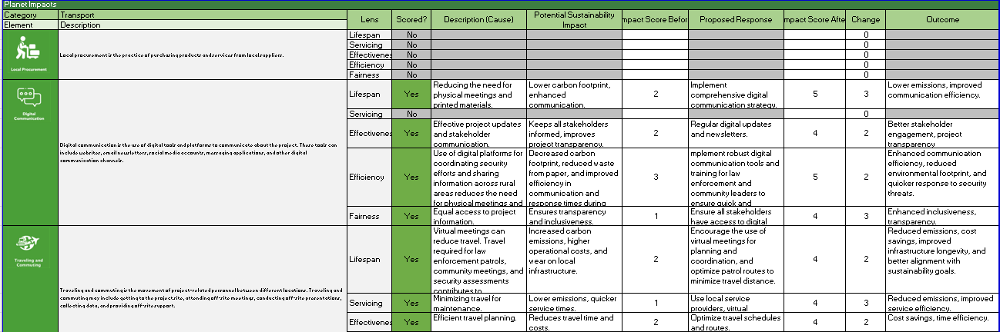 Planet Impacts
Category Transport
Lens Scored? Description (Cause) Potential Sustainability Impact mpact Score Befor Proposed Response mpact Score Afte Change Outcome
Element Description
Local Procurement
Local procurement is the practice of purchasing products and services from local suppliers.
Lifespan No 0
Servicing No 0
Effectivenes No 0
Efficiency No 0
Fairness No 0
Digital
Communication
Digital communication is the use of digital tools and platforms to communicate about the project. These tools can
include websites, email newsletters, social media accounts, messaging applications, and other digital
communication channels.
Lifespan Yes
Reducing the need for
physical meetings and
printed materials.
Lower carbon footprint,
enhanced
communication.
2
Implement
comprehensive digital
communication strategy.
5
3
Lower emissions, improved
communication efficiency.
Servicing No 0
Effectivenes Yes
Effective project updates
and stakeholder
communication.
Keeps all stakeholders
informed, improves
project transparency.
2
Regular digital updates
and newsletters.
4
2
Better stakeholder
engagement, project
transparency
Efficiency Yes
Use of digital platforms for
coordinating security
efforts and sharing
information across rural
areas reduces the need
for physical meetings and
Decreased carbon
footprint, reduced waste
from paper, and improved
efficiency in
communication and
response times during
3
mplement robust digital
communication tools and
training for law
enforcement and
community leaders to
ensure quick and
5
2
Enhanced communication
efficiency, reduced
environmental footprint, and
quicker response to security
threats.
Fairness Yes
Equal access to project
information.
Ensures transparency
and inclusiveness.
1
Ensure all stakeholders
have access to digital
4
3
Enhanced inclusiveness,
transparency.
Traveling and
Commuting
Traveling and commuting is the movement of project-related personnel between different locations. Traveling and
commuting may include getting to the project site, attending off-site meetings, conducting off-site presentations,
collecting data, and providing off-site support.
Lifespan Yes
Virtual meetings can
reduce travel. Travel
required for law
enforcement patrols,
community meetings, and
security assessments
contributes to
Increased carbon
emissions, higher
operational costs, and
wear on local
infrastructure.
2
Encourage the use of
virtual meetings for
planning and
coordination, and
optimize patrol routes to
minimize travel distance.
4
2
Reduced emissions, cost
savings, improved
infrastructure longevity, and
better alignment with
sustainability goals.
Servicing Yes
Minimizing travel for
maintenance.
Lower emissions, quicker
service times.
1
Use local service
providers, virtual
4
3
Reduced emissions, improved
service efficiency.
Effectivenes Yes
Efficient travel planning.
Reduces travel time and
costs.
2
Optimize travel schedules
and routes.
4
2
Cost savings, time efficiency.